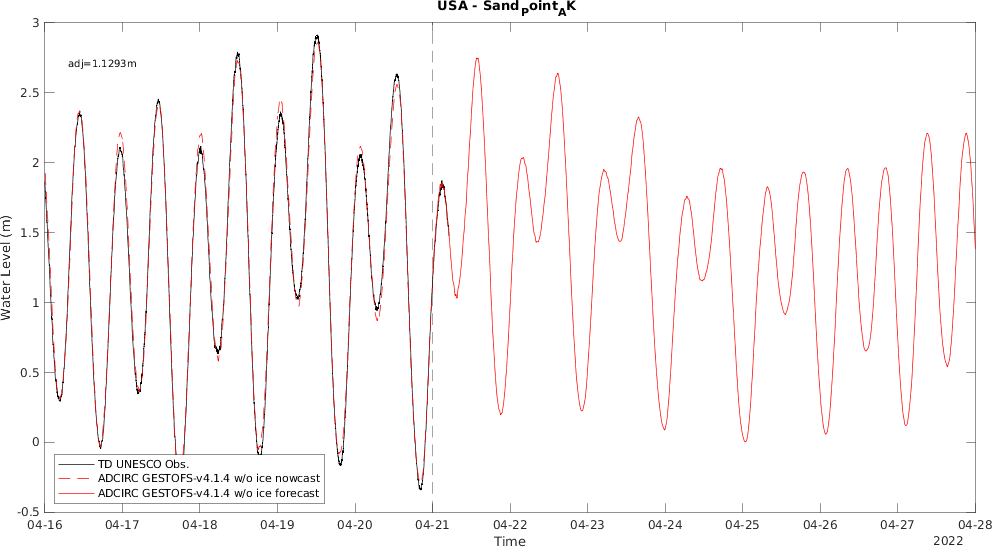 USA - Sand_Point_AK
3
adj=1.1293m
2.5
2
1.5
1
0.5
0
-0.5
Water Level (m)
TD UNESCO Obs.
ADCIRC GESTOFS-v4.1.4 w/o ice nowcast
ADCIRC GESTOFS-v4.1.4 w/o ice forecast
04-16 04-17 04-18 04-19 04-20 04-21 04-22 04-23 04-24 04-25 04-26 04-27 04-28
Time
2022